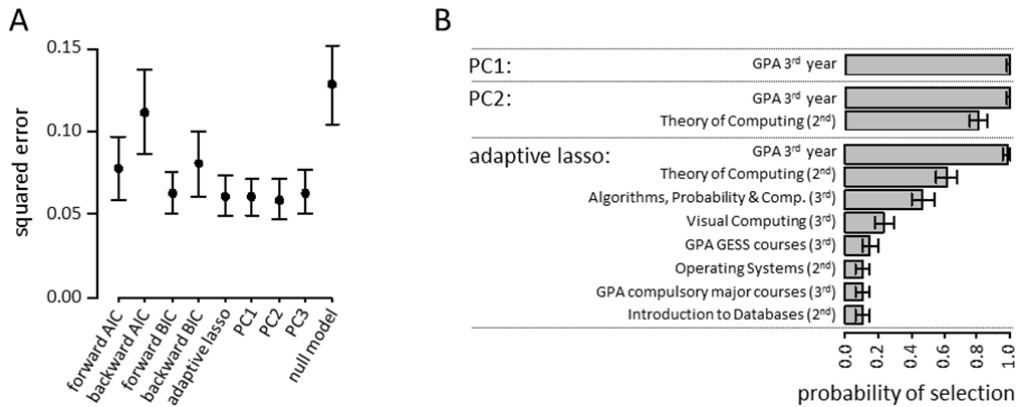 A
0.15
0.10
0.05
0.00
squared error
forward AIC
backward AIC
forward BIC
backward BIC
adaptive lasso
PC1
PC2
PC3
null model
B
PC1:
GPA 3rd year
PC2:
GPA 3rd year
Theory of Computing (2nd)
adaptive lasso:
GPA 3rd year
Theory of Computing (2nd)
Algorithms, Probability & Comp. (3rd)
Visual Computing (3rd)
GPA GESS courses (3rd)
Operating Systems (2nd)
GPA compulsory major courses (3rd)
Introduction to Databases (2nd)
0.0 0.2 0.4 0.6 0.8 1.0
probability of selection